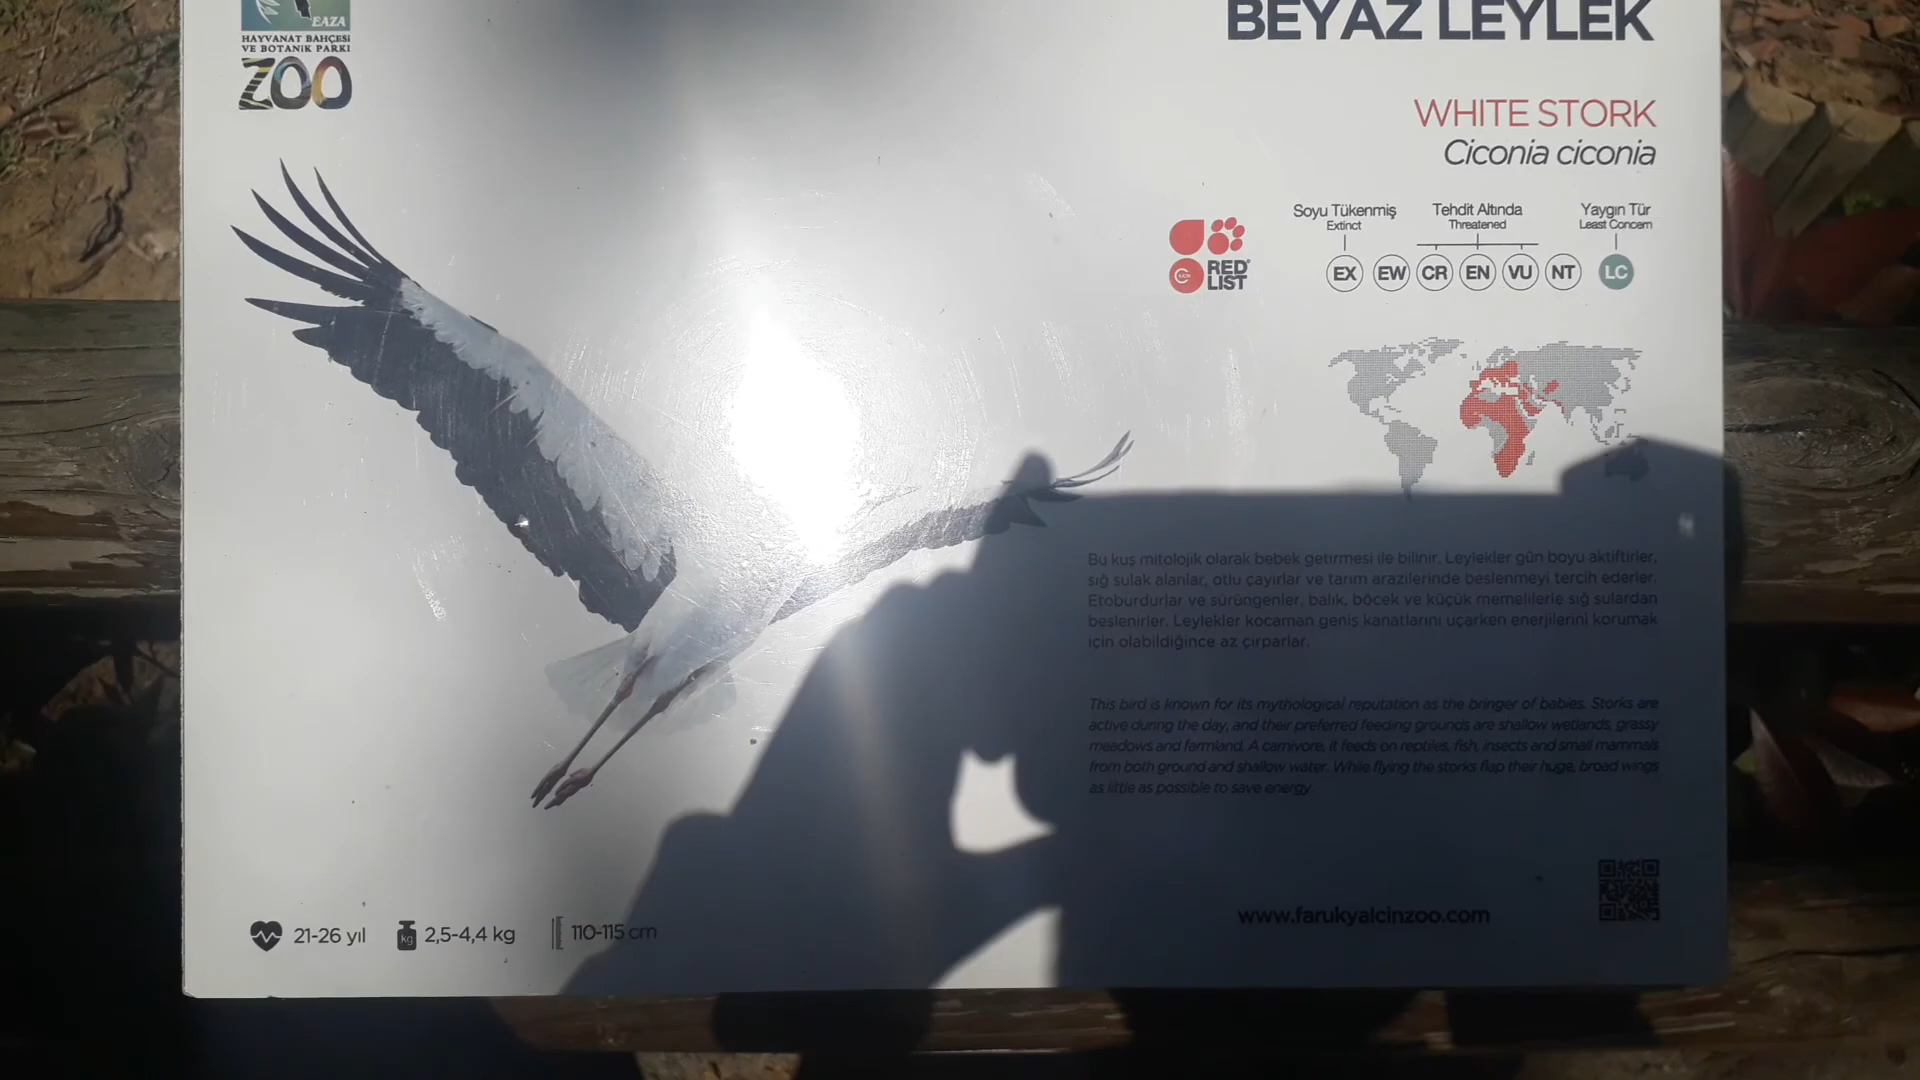 EAZA
HAYVANAT BAHÇESİ
VE BOTANİK PARKI
ZOO
BEYAZ LEYLEK
WHITE STORK
Ciconia ciconia
Soyu Tükenmiş
Extinct
Tehdit Altında
Threatened
Yaygın Tür
Least Concern
RED LIST
EX EW CR EN VU NT LC
Bu kuş mitolojik olarak bebek getirmesi ile bilinir. Leylekler gün boyu aktiftirler,
sığ sulak alanlar, otlu çayırlar ve tarım arazilerinde beslenmeyi tercih ederler.
Etoburdurlar ve sürüngenler, balık, böcek ve küçük memelilerle sığ sulardan
beslenirler. Leylekler kocaman geniş kanatlarını uçarken enerjilerini korumak
için olabildiğince az çırparlar.
This bird is known for its mythological reputation as the bringer of babies. Storks are
active during the day, and their preferred feeding grounds are shallow wetlands, grassy
meadows and farmland. A carnivore, it feeds on reptiles, fish, insects and small mammals
from both ground and shallow water. While flying the storks flap their huge, broad wings
as little as possible to save energy.
www.farukyalcinzoo.com
21-26 yıl
kg
2,5-4,4 kg
110-115 cm